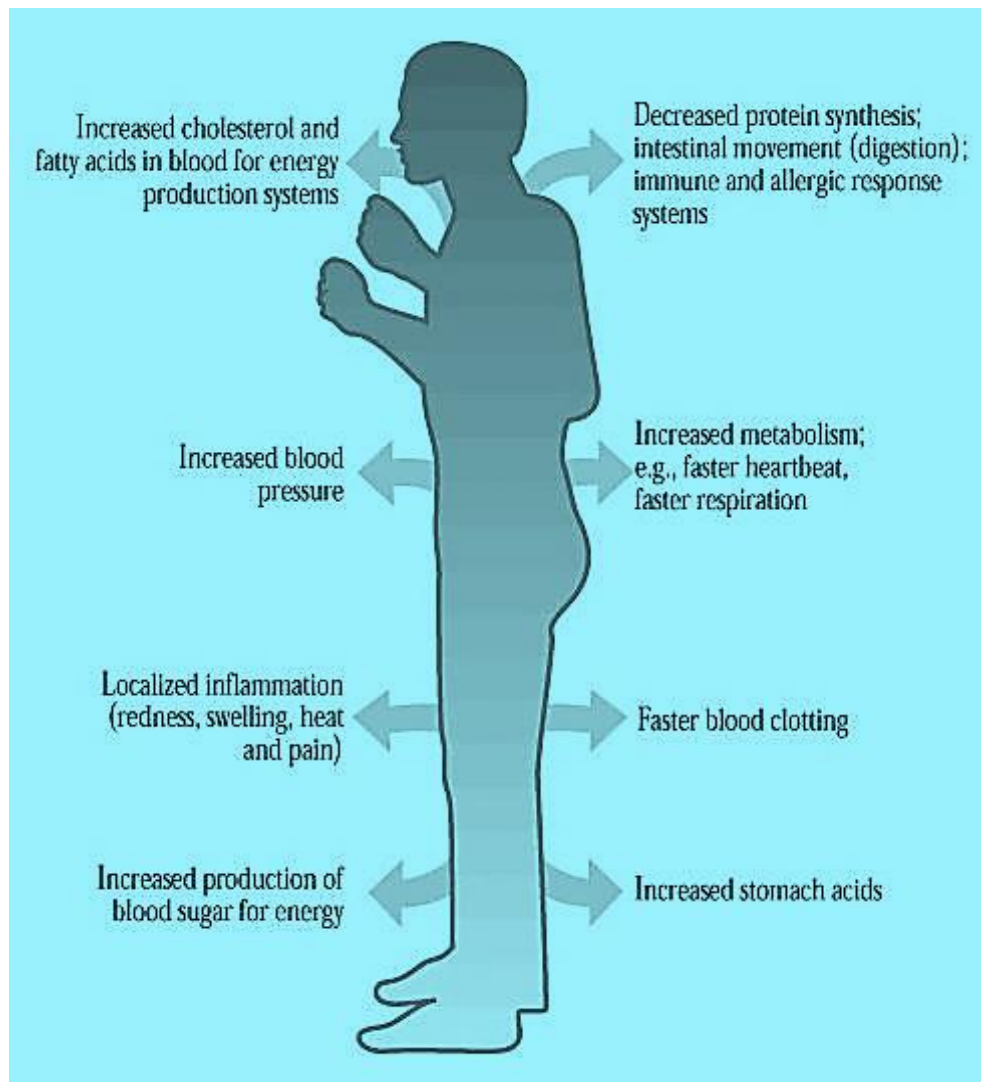 Increased cholesterol and
fatty acids in blood for energy
production systems
Decreased protein synthesis;
intestinal movement (digestion);
immune and allergic response
systems
Increased blood
pressure
Increased metabolism;
e.g., faster heartbeat,
faster respiration
Localized inflammation
(redness, swelling, heat
and pain)
Faster blood clotting
Increased production of
blood sugar for energy
Increased stomach acids